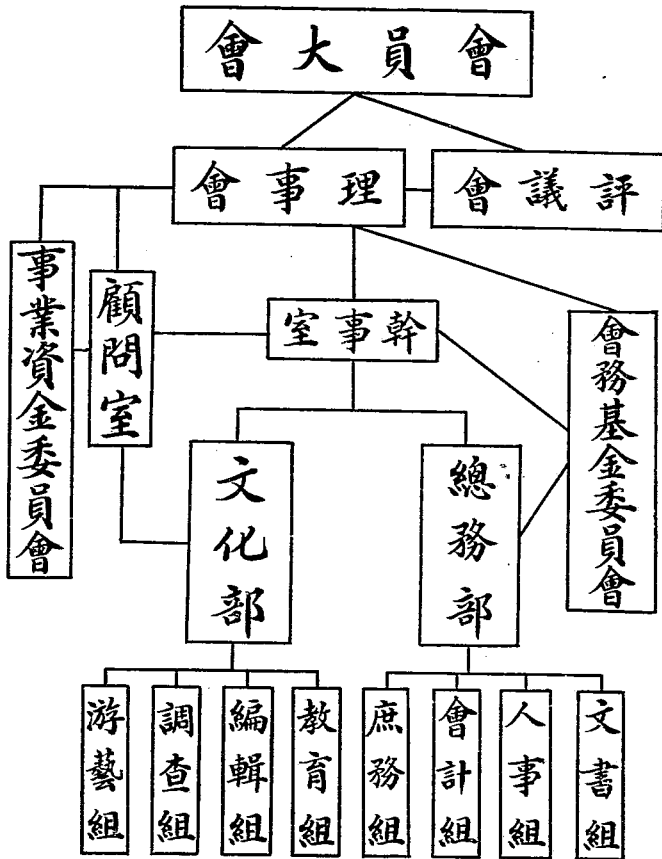 會員大會
理事會
評議會
幹事室
顧問室
事業資金委員會
會務基金委員會
總務部
文化部
文書組
人事組
會計組
庶務組
教育組
編輯組
調查組
游藝組